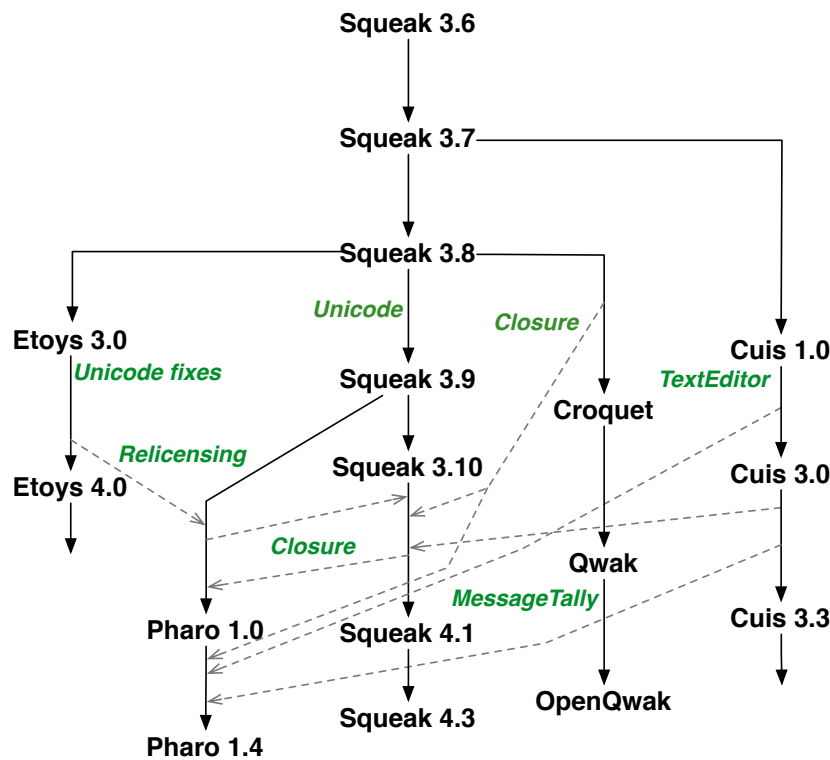 Squeak 3.6
Squeak 3.7
Squeak 3.8
Unicode
Closure
Etoys 3.0
Cuis 1.0
Unicode fixes
Squeak 3.9
TextEditor
Croquet
Relicensing
Squeak 3.10
Cuis 3.0
Etoys 4.0
Closure
Qwak
MessageTally
Cuis 3.3
Pharo 1.0
Squeak 4.1
OpenQwak
Squeak 4.3
Pharo 1.4